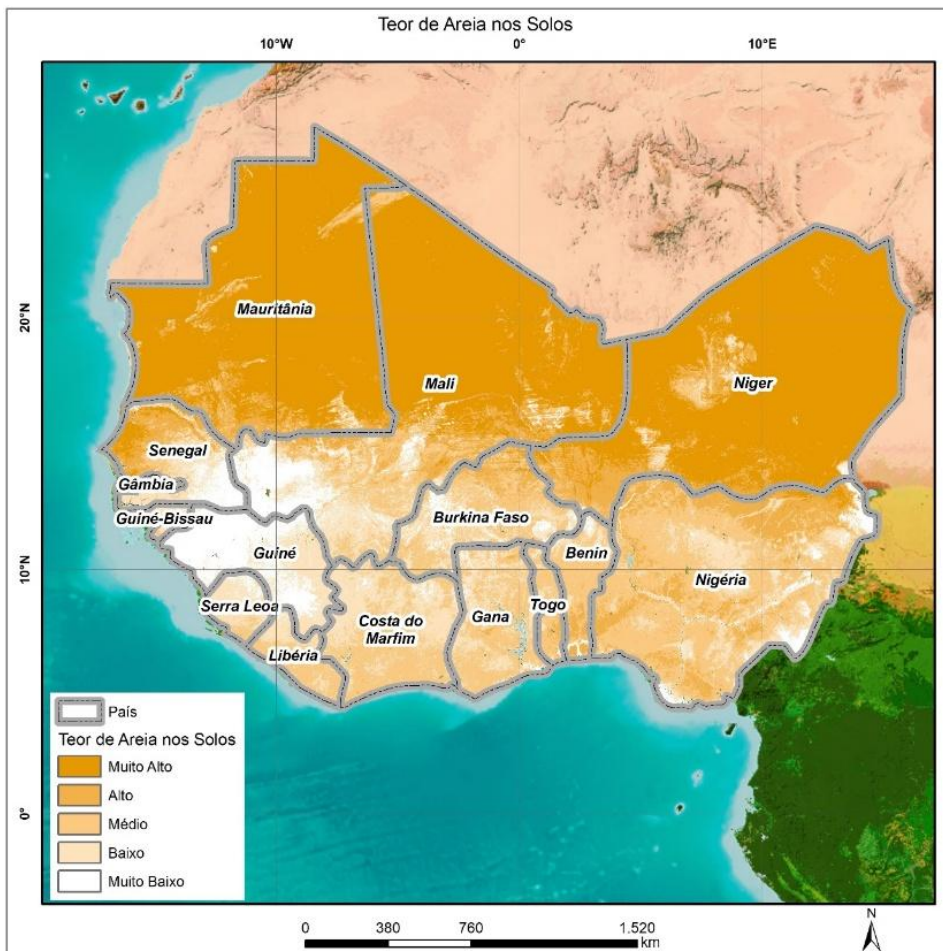 Teor de Areia nos Solos
10°W
0°
10°E
20°N
10°N
0°
Mauritânia
Mali
Niger
Senegal
Gâmbia
Guiné-Bissau
Burkina Faso
Guiné
Benin
Nigéria
Serra Leoa
Costa do
Marfim
Gana
Togo
Libéria
País
Teor de Areia nos Solos
Muito Alto
Alto
Médio
Baixo
Muito Baixo
0
380
760
1.520
km
N